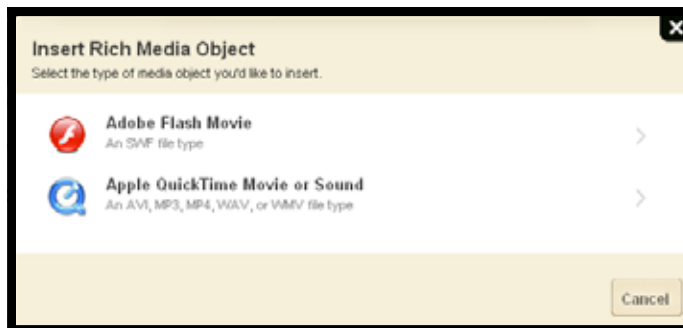 Insert Rich Media Object
Select the type of media object you'd like to insert.
Adobe Flash Movie
An SWF file type
Apple QuickTime Movie or Sound
An AVI, MP3, MP4, WAV, or WMV file type
Cancel